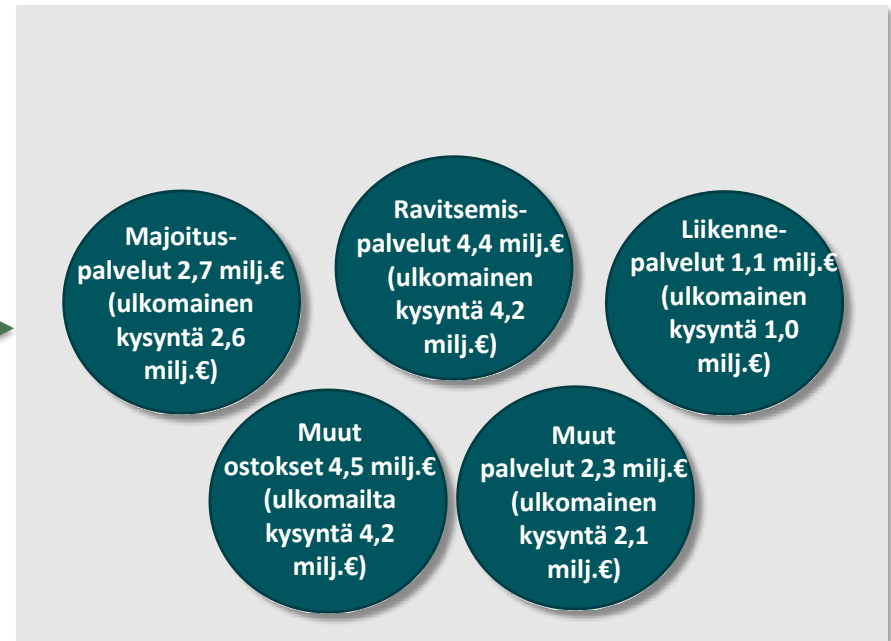 Majoitus-
palvelut 2,7 milj.€
(ulkomainen
kysyntä 2,6
milj.€)
Ravitsemis-
palvelut 4,4 milj.€
(ulkomainen
kysyntä 4,2
milj.€)
Liikenne-
palvelut 1,1 milj.€
(ulkomainen
kysyntä 1,0
milj.€)
Muut
ostokset 4,5 milj.€
(ulkomailta
kysyntä 4,2
milj.€)
Muut
palvelut 2,3 milj.€
(ulkomainen
kysyntä 2,1
milj.€)